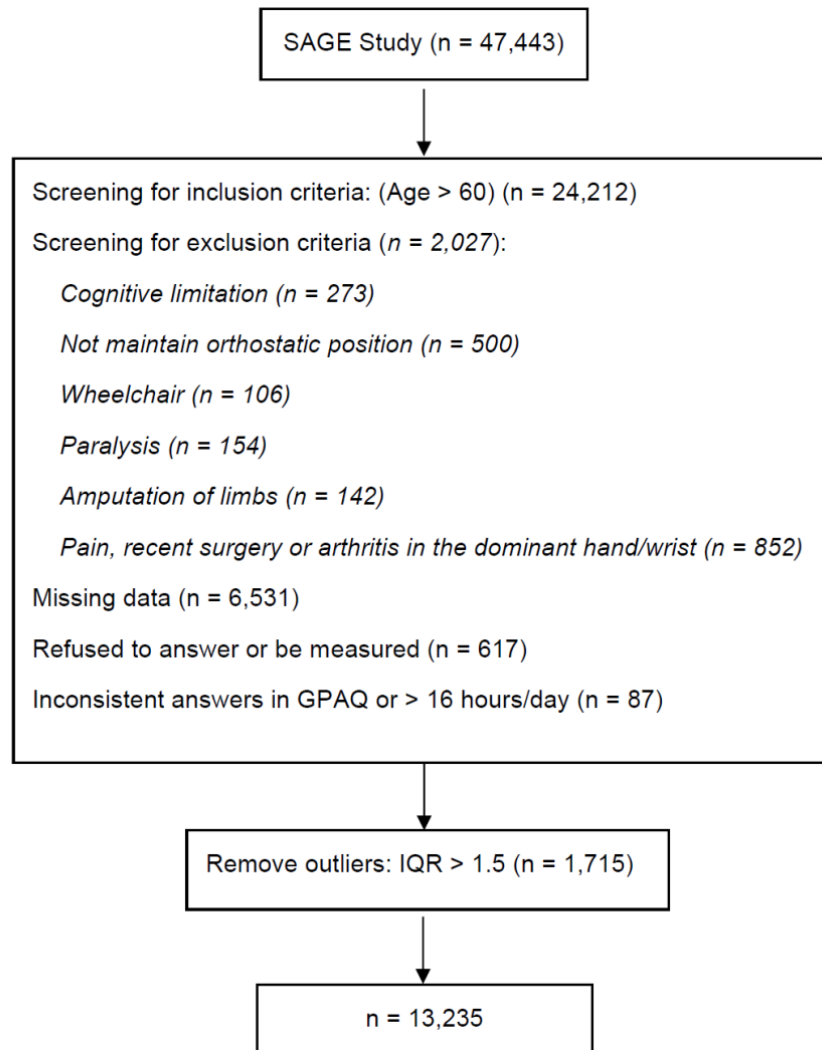 SAGE Study (n = 47,443)
Screening for inclusion criteria: (Age > 60) (n = 24,212)
Screening for exclusion criteria (n = 2,027):
Cognitive limitation (n = 273)
Not maintain orthostatic position (n = 500)
Wheelchair (n = 106)
Paralysis (n = 154)
Amputation of limbs (n = 142)
Pain, recent surgery or arthritis in the dominant hand/wrist (n = 852)
Missing data (n = 6,531)
Refused to answer or be measured (n = 617)
Inconsistent answers in GPAQ or > 16 hours/day (n = 87)
Remove outliers: IQR > 1.5 (n = 1,715)
n = 13,235